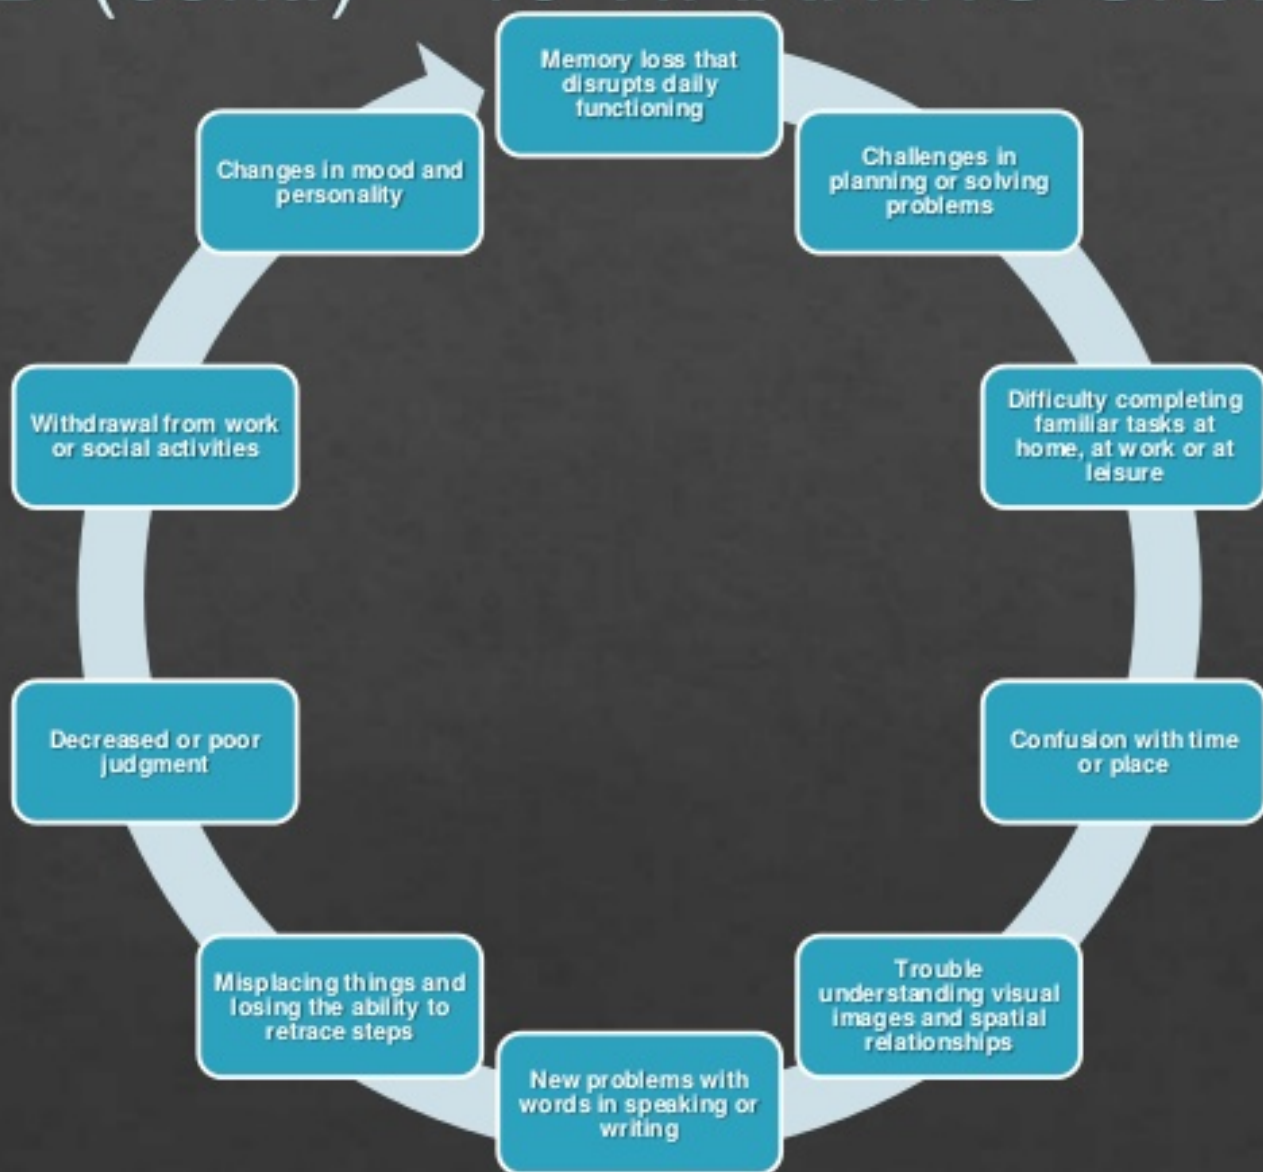 (cont.)
Memory loss that
disrupts daily
functioning
Challenges in
planning or solving
problems
Difficulty completing
familiar tasks at
home, at work or at
leisure
Confusion with time
or place
Trouble
understanding visual
images and spatial
relationships
New problems with
words in speaking or
writing
Misplacing things and
losing the ability to
retrace steps
Decreased or poor
judgment
Withdrawal from work
or social activities
Changes in mood and
personality